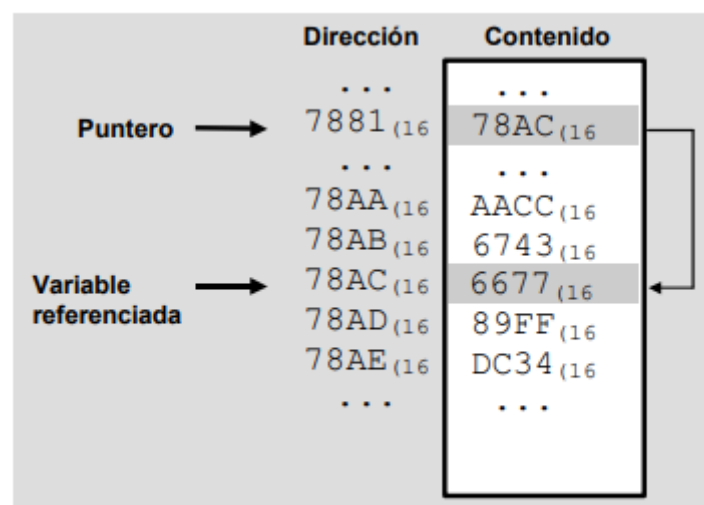 Dirección Contenido
... ...
Puntero 7881(16 78AC(16
... ...
78AA(16 AACC(16
78AB(16 6743(16
Variable referenciada 78AC(16 6677(16
78AD(16 89FF(16
78AE(16 DC34(16
... ...